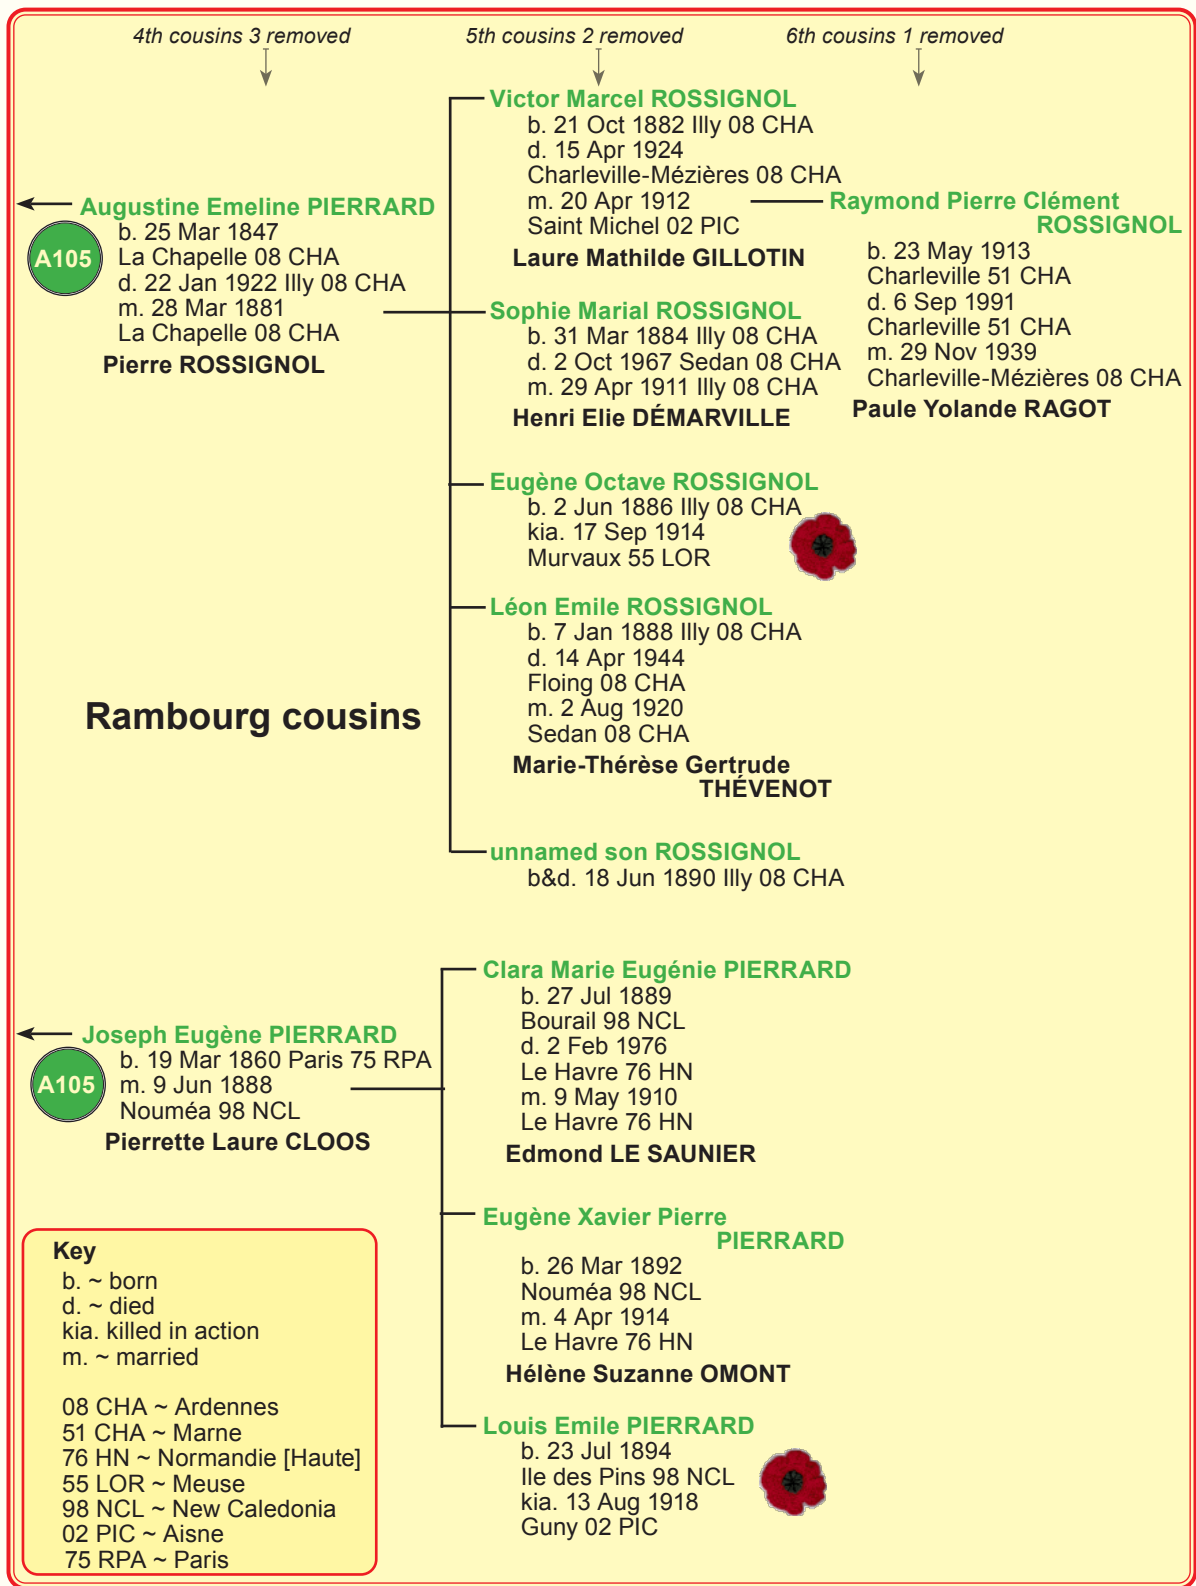 4th cousins 3 removed
5th cousins 2 removed
6th cousins 1 removed
Augustine Emeline PIERRARD
A105
b. 25 Mar 1847
La Chapelle 08 CHA
d. 22 Jan 1922 Illy 08 CHA
m. 28 Mar 1881
La Chapelle 08 CHA
Pierre ROSSIGNOL
Victor Marcel ROSSIGNOL
b. 21 Oct 1882 Illy 08 CHA
d. 15 Apr 1924
Charleville-Mézières 08 CHA
m. 20 Apr 1912
Saint Michel 02 PIC
Laure Mathilde GILLOTIN
Raymond Pierre Clément
ROSSIGNOL
b. 23 May 1913
Charleville 51 CHA
d. 6 Sep 1991
Charleville 51 CHA
m. 29 Nov 1939
Charleville-Mézières 08 CHA
Paule Yolande RAGOT
Sophie Marial ROSSIGNOL
b. 31 Mar 1884 Illy 08 CHA
d. 2 Oct 1967 Sedan 08 CHA
m. 29 Apr 1911 Illy 08 CHA
Henri Elie DÉMARVILLE
Eugène Octave ROSSIGNOL
b. 2 Jun 1886 Illy 08 CHA
kia. 17 Sep 1914
Murvaux 55 LOR
Léon Emile ROSSIGNOL
b. 7 Jan 1888 Illy 08 CHA
d. 14 Apr 1944
Floing 08 CHA
m. 2 Aug 1920
Sedan 08 CHA
Marie-Thérèse Gertrude
THÉVENOT
unnamed son ROSSIGNOL
b&d. 18 Jun 1890 Illy 08 CHA
Rambourg cousins
Joseph Eugène PIERRARD
A105
b. 19 Mar 1860 Paris 75 RPA
m. 9 Jun 1888
Nouméa 98 NCL
Pierrette Laure CLOOS
Clara Marie Eugénie PIERRARD
b. 27 Jul 1889
Bourail 98 NCL
d. 2 Feb 1976
Le Havre 76 HN
m. 9 May 1910
Le Havre 76 HN
Edmond LE SAUNIER
Eugène Xavier Pierre
PIERRARD
b. 26 Mar 1892
Nouméa 98 NCL
m. 4 Apr 1914
Le Havre 76 HN
Hélène Suzanne OMONT
Louis Emile PIERRARD
b. 23 Jul 1894
Ile des Pins 98 NCL
kia. 13 Aug 1918
Guny 02 PIC
Key
b. ~ born
d. ~ died
kia. killed in action
m. ~ married
08 CHA ~ Ardennes
51 CHA ~ Marne
76 HN ~ Normandie [Haute]
55 LOR ~ Meuse
98 NCL ~ New Caledonia
02 PIC ~ Aisne
75 RPA ~ Paris